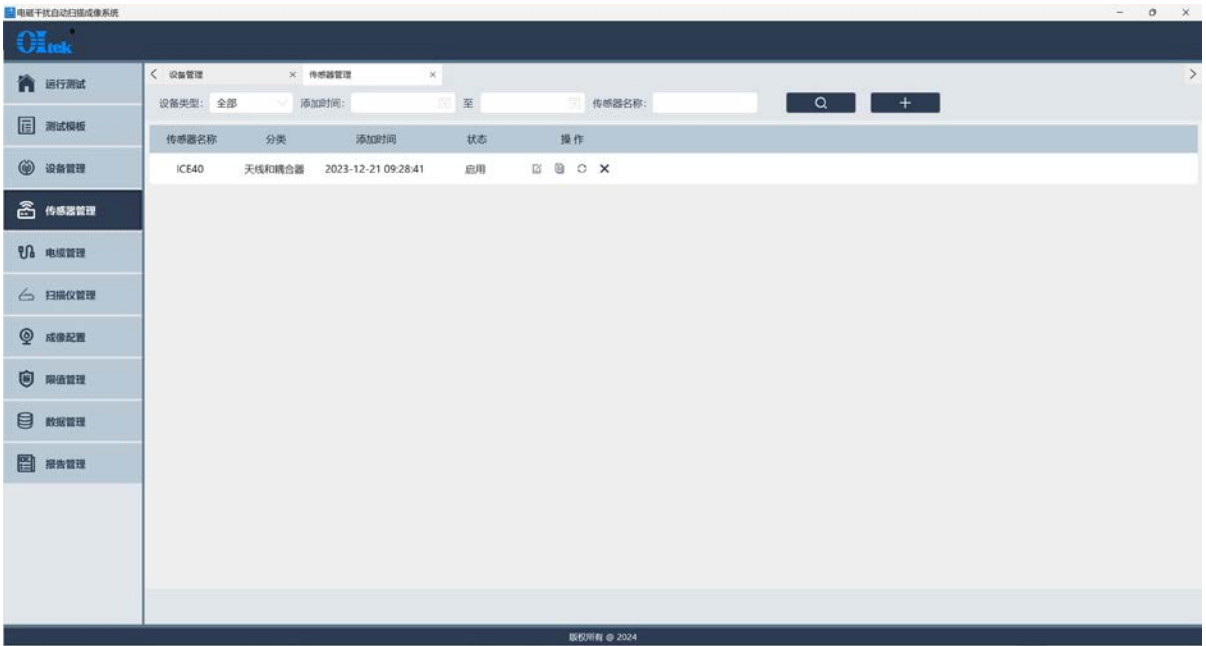 电磁干扰自动扫描成像系统
OItek
运行测试
测试模板
设备管理
传感器管理
电缆管理
扫描仪管理
成像配置
限值管理
数据管理
报告管理
设备管理 传感器管理
设备类型: 全部 添加时间: 至 传感器名称:
传感器名称 分类 添加时间 状态 操作
ICE40 天线和耦合器 2023-12-21 09:28:41 启用
版权所有 @ 2024